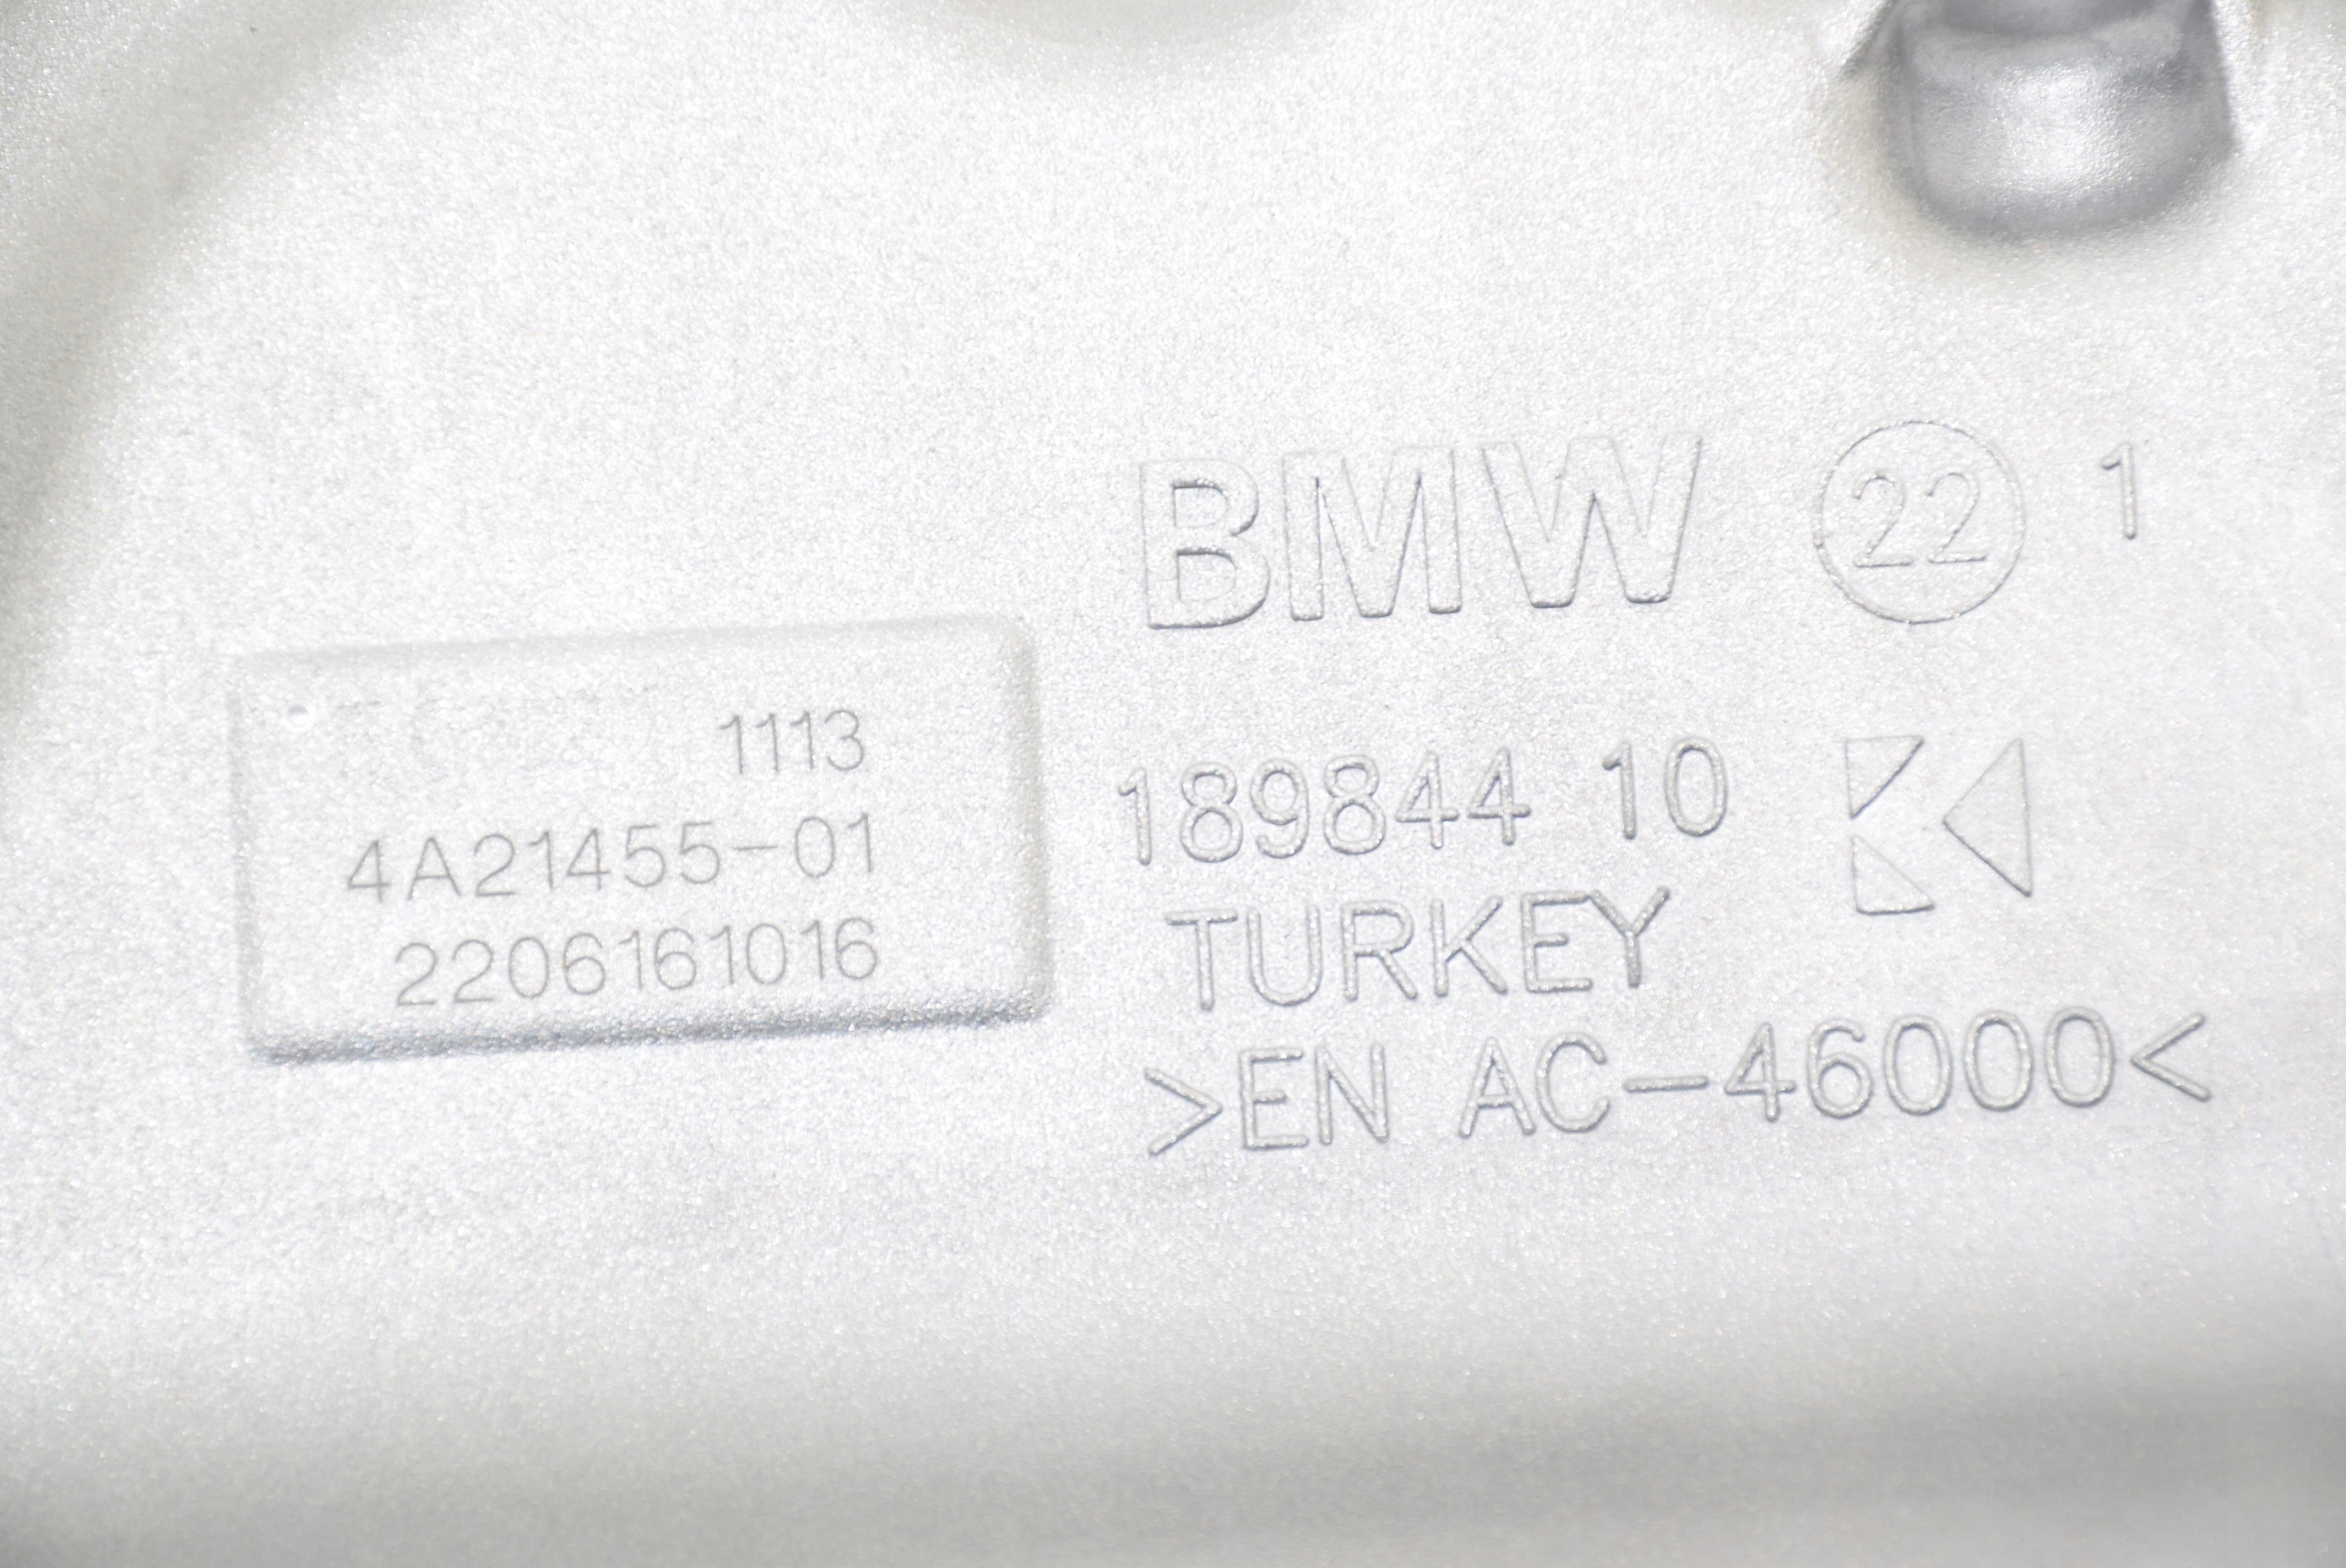 BMW 22 1
1113
4A21455-01
2206161016
189844 10
TURKEY
>EN AC-46000<